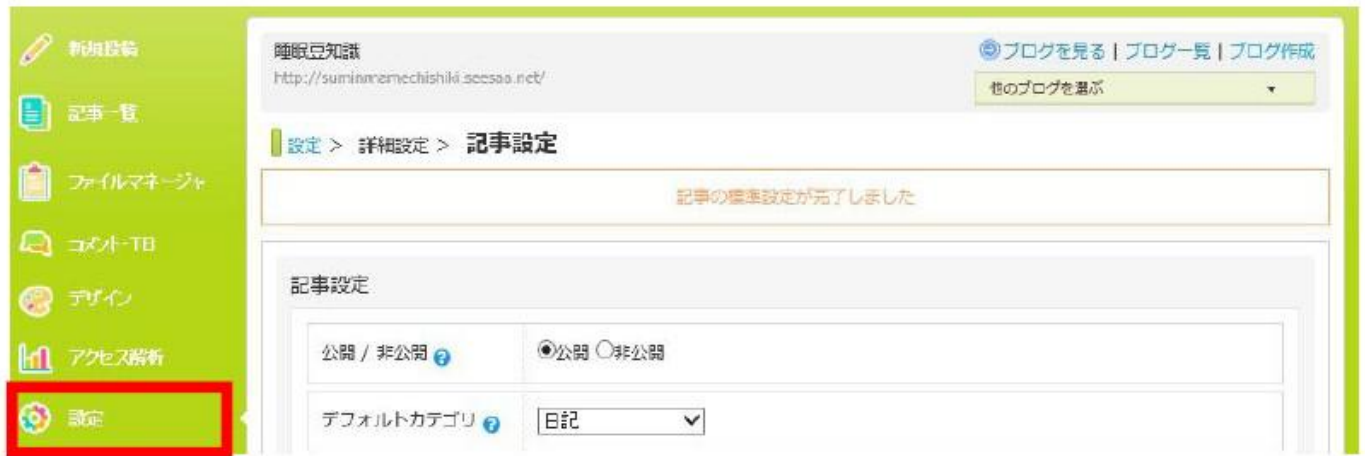 新規投稿
記事一覧
ファイルマネージャ
コメント・TB
デザイン
アクセス解析
設定
睡眠豆知識
http://suminmamechishiki.seesaa.net/
ブログを見る | ブログ一覧 | ブログ作成
他のブログを選ぶ
設定 > 詳細設定 > 記事設定
記事の標準設定が完了しました
記事設定
公開 / 非公開
公開 非公開
デフォルトカテゴリ
日記